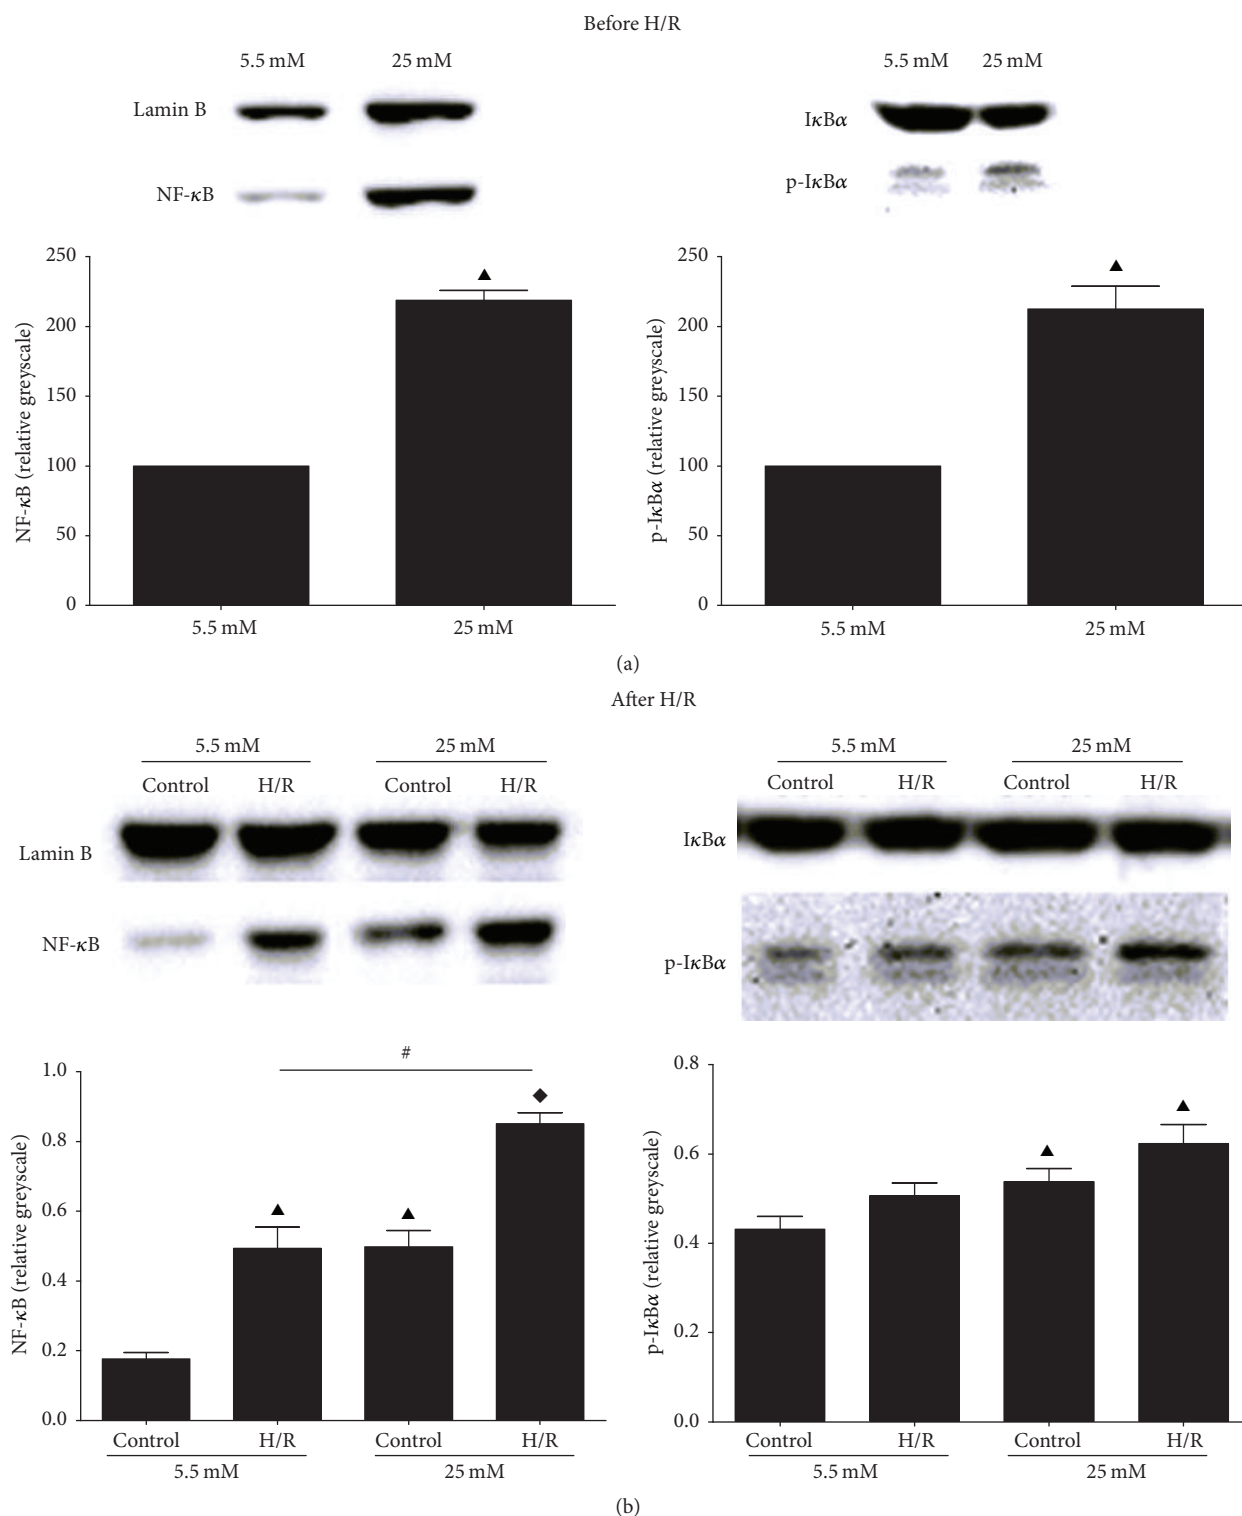 Before H/R
5.5 mM 25 mM
Lamin B
NF-κB
5.5 mM 25 mM
IκBα
p-IκBα
250
200
150
100
50
0
NF-κB (relative greyscale)
▲
5.5 mM 25 mM
250
200
150
100
50
0
p-IκBα (relative greyscale)
▲
5.5 mM 25 mM
(a)
After H/R
5.5 mM 25 mM
Control H/R Control H/R
Lamin B
NF-κB
5.5 mM 25 mM
Control H/R Control H/R
IκBα
p-IκBα
#
1.0
0.8
0.6
0.4
0.2
0.0
NF-κB (relative greyscale)
▲ ▲ ◆
Control H/R Control H/R
5.5 mM 25 mM
0.8
0.6
0.4
0.2
0.0
p-IκBα (relative greyscale)
▲ ▲
Control H/R Control H/R
5.5 mM 25 mM
(b)